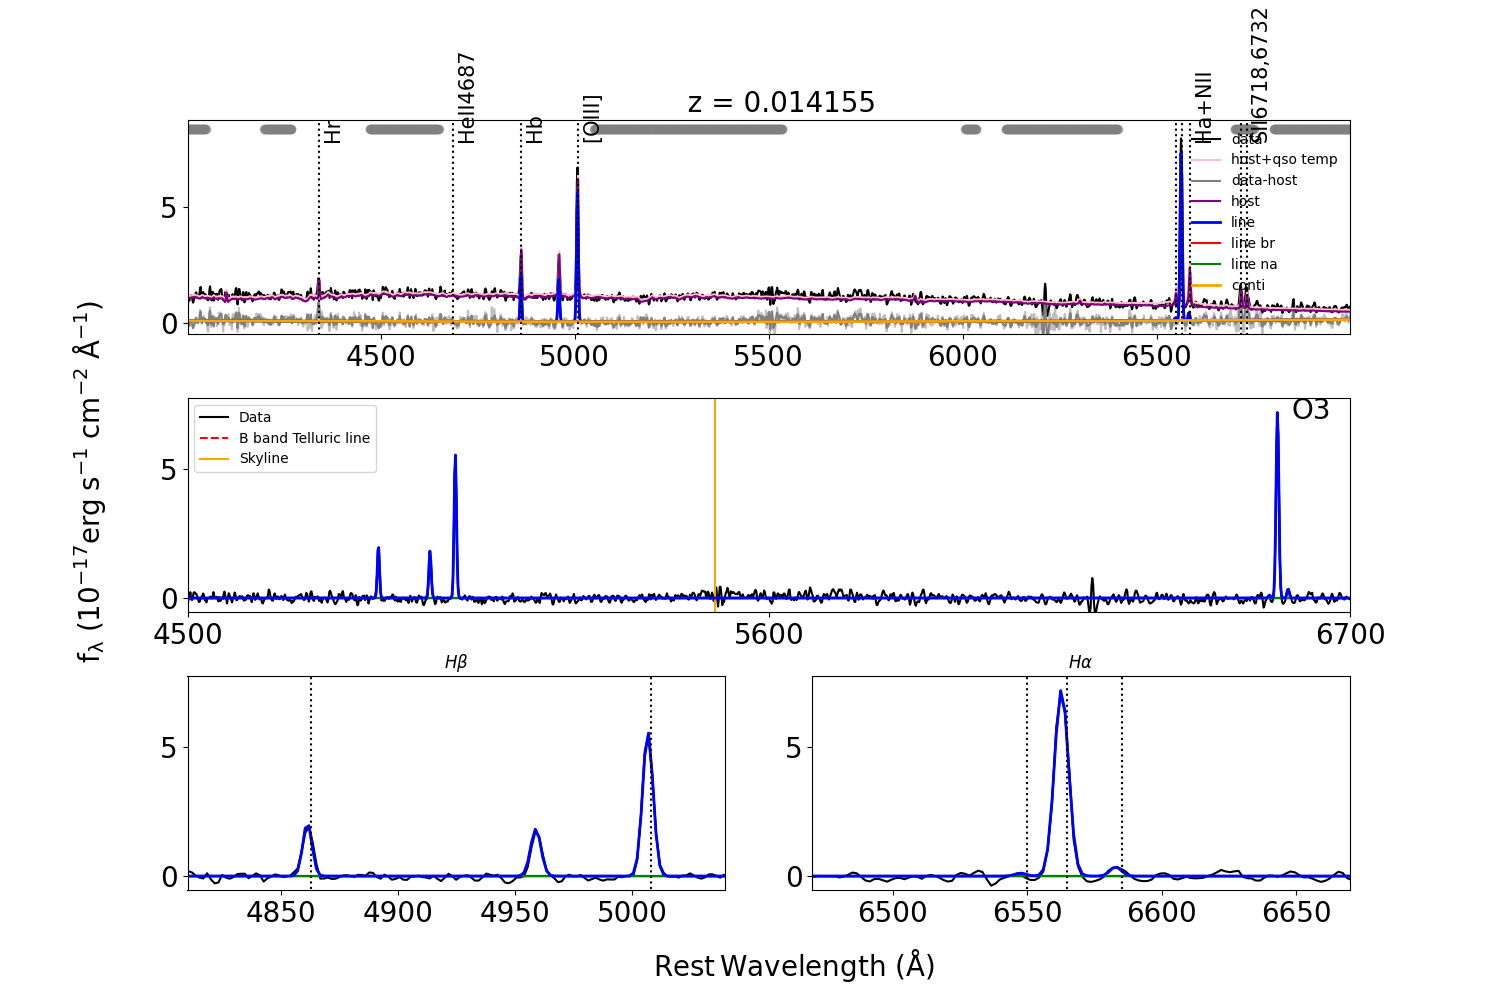 z = 0.014155
Hr
HeII4687
Hb
[OIII]
Ha+NII
SII6718,6732
data
host+qso temp
data-host
host
line
line br
line na
conti
5
0
4500 5000 5500 6000 6500
fλ (10⁻¹⁷erg s⁻¹ cm⁻² Å⁻¹)
Data
B band Telluric line
Skyline
O3
5
0
4500 5600 6700
Hβ
5
0
4850 4900 4950 5000
Hα
5
0
6500 6550 6600 6650
Rest Wavelength (Å)